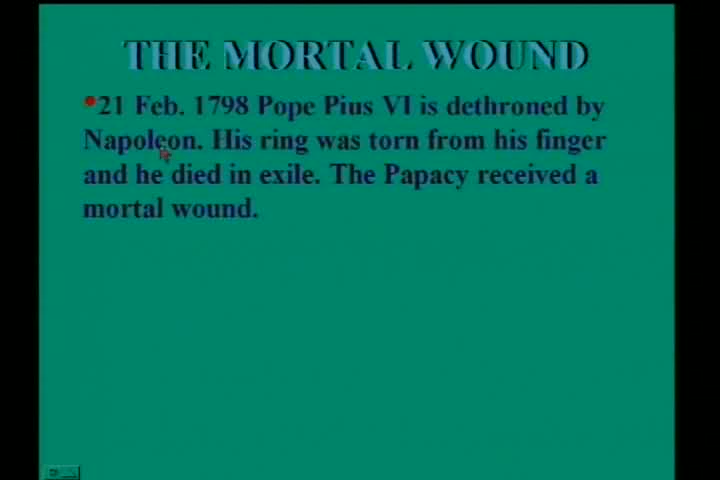 THE MORTAL WOUND
•21 Feb. 1798 Pope Pius VI is dethroned by
Napoleon. His ring was torn from his finger
and he died in exile. The Papacy received a
mortal wound.